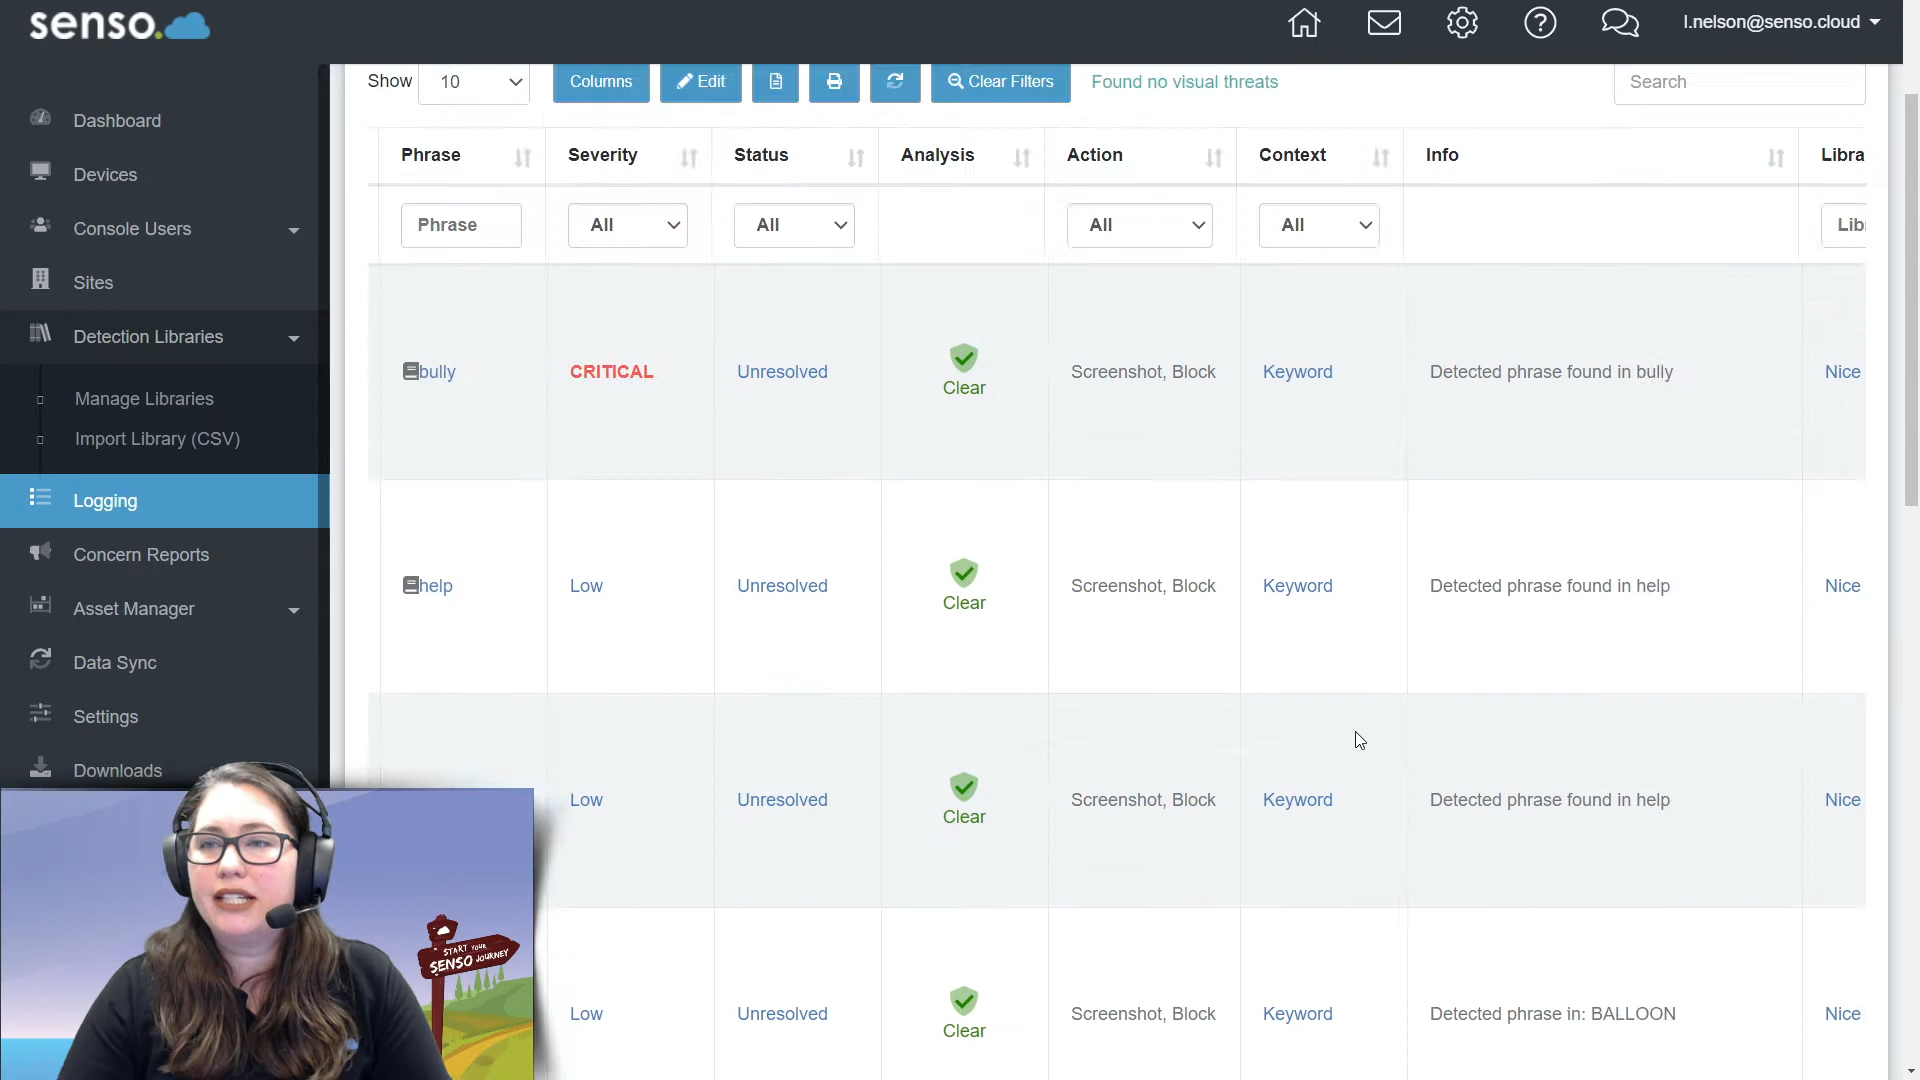 senso.
l.nelson@senso.cloud
Dashboard
Devices
Console Users
Sites
Detection Libraries
Manage Libraries
Import Library (CSV)
Logging
Concern Reports
Asset Manager
Data Sync
Settings
Downloads
Show 10 Columns Edit Clear Filters Found no visual threats Search
Phrase Severity Status Analysis Action Context Info Libra
Phrase All All All All Lib
bully CRITICAL Unresolved Clear Screenshot, Block Keyword Detected phrase found in bully Nice
help Low Unresolved Clear Screenshot, Block Keyword Detected phrase found in help Nice
Low Unresolved Clear Screenshot, Block Keyword Detected phrase found in help Nice
Low Unresolved Clear Screenshot, Block Keyword Detected phrase in: BALLOON Nice
START YOUR
SENSO JOURNEY